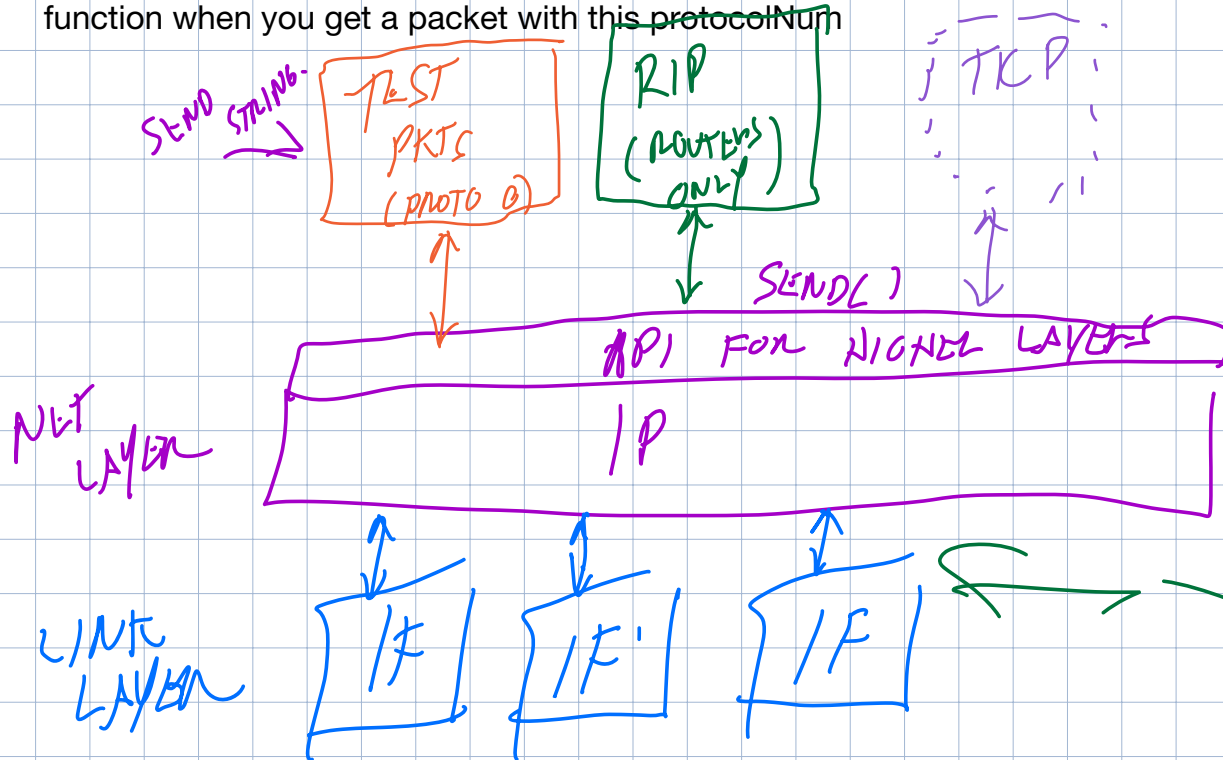 function when you get a packet with this protocolNum
SEND STRING
TEST
PKTS
(PROTO 0)
RIP
(ROUTERS
ONLY)
TCP
SEND()
API FOR HIGHER LAYERS
NET
LAYER
IP
LINK
LAYER
IF
IF
IF